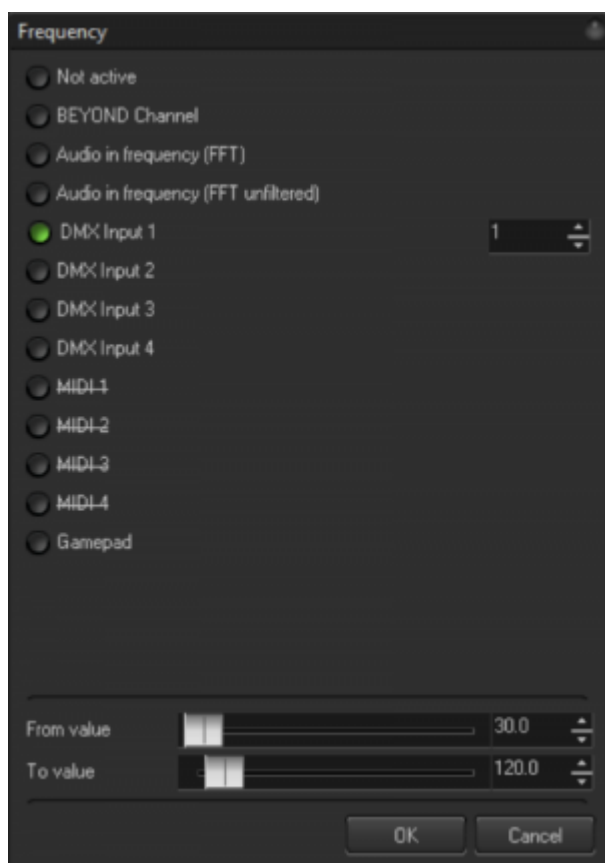 Frequency
Not active
BEYOND Channel
Audio in frequency (FFT)
Audio in frequency (FFT unfiltered)
DMX Input 1 1
DMX Input 2
DMX Input 3
DMX Input 4
MIDI 1
MIDI 2
MIDI 3
MIDI 4
Gamepad
From value 30.0
To value 120.0
OK Cancel